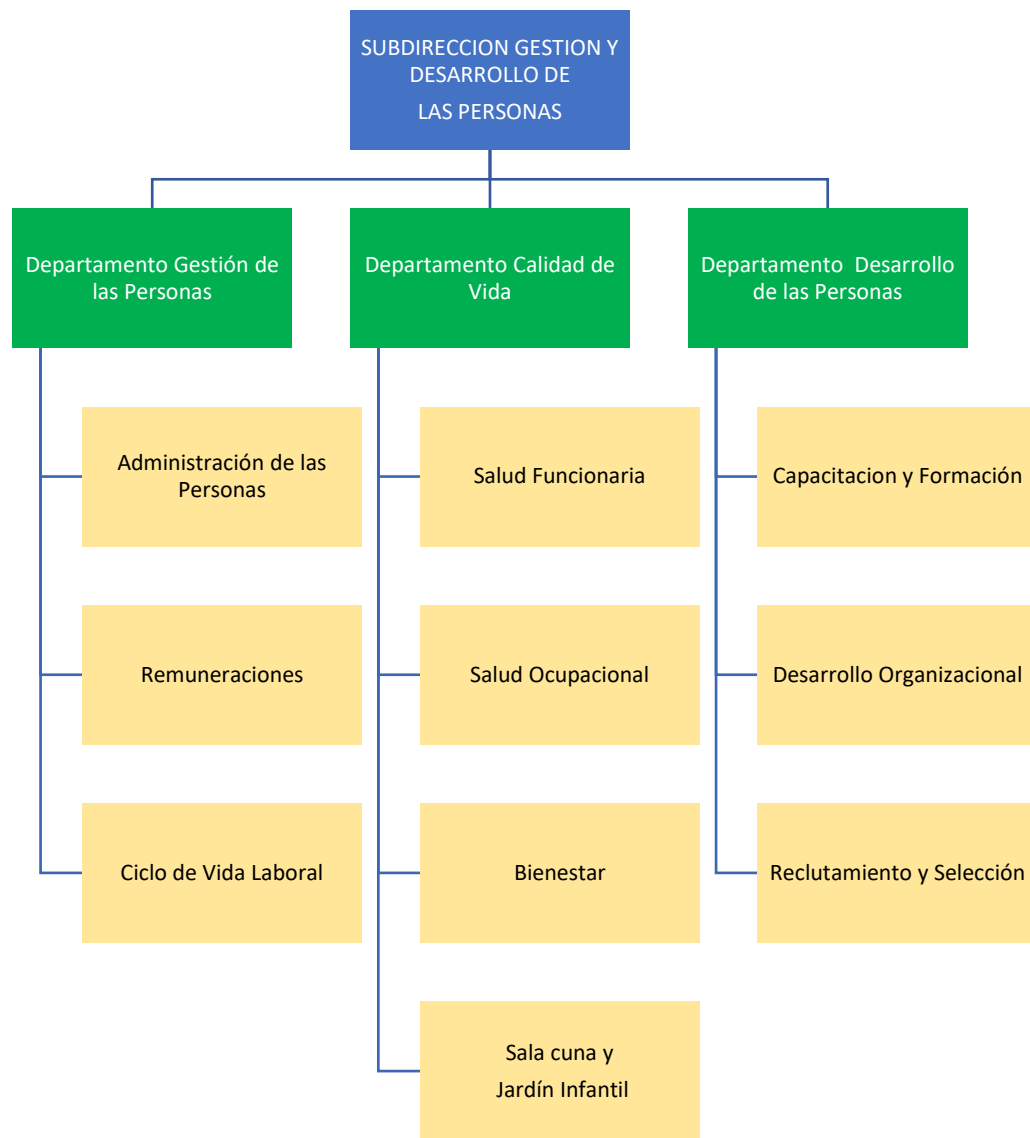 SUBDIRECCION GESTION Y
DESARROLLO DE
LAS PERSONAS
Departamento Gestión de
las Personas
Departamento Calidad de
Vida
Departamento  Desarrollo
de las Personas
Administración de las
Personas
Salud Funcionaria
Capacitacion y Formación
Remuneraciones
Salud Ocupacional
Desarrollo Organizacional
Ciclo de Vida Laboral
Bienestar
Reclutamiento y Selección
Sala cuna y
Jardín Infantil